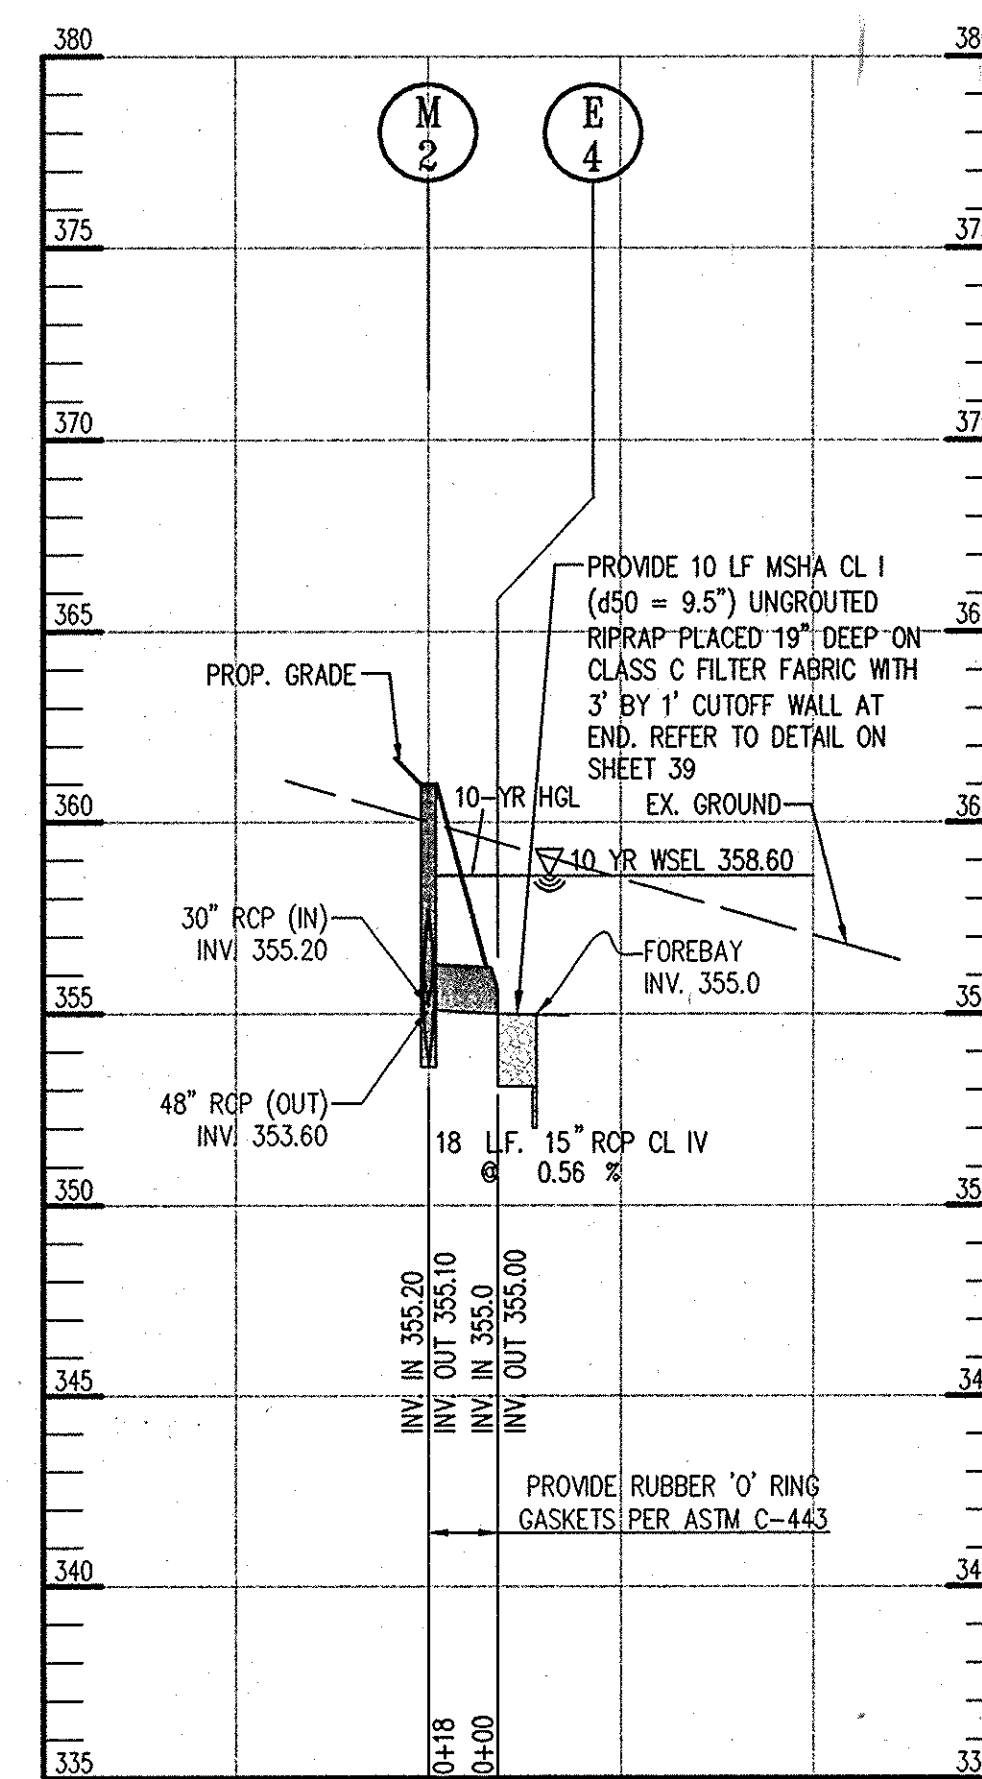 380
38
M
2
E
4
375
37
370
37
PROVIDE 10 LF MSHA CL I
(d50 = 9.5") UNGROUTED
365
36
RIPRAP PLACED 19" DEEP ON
PROP. GRADE
CLASS C FILTER FABRIC WITH
3' BY 1' CUTOFF WALL AT
END. REFER TO DETAIL ON
SHEET 39
360
36
10-YR HGL
EX. GROUND
10 YR WSEL 358.60
30" RCP (IN)
INV. 355.20
FOREBAY
INV. 355.0
355
35
48" RCP (OUT)
INV. 353.60
18 L.F. 15" RCP CL IV
@ 0.56 %
350
35
INV. IN 355.20
INV. OUT 355.10
INV. IN 355.0
INV. OUT 355.00
345
34
PROVIDE RUBBER 'O' RING
GASKETS PER ASTM C-443
340
34
0+18
0+00
335
33